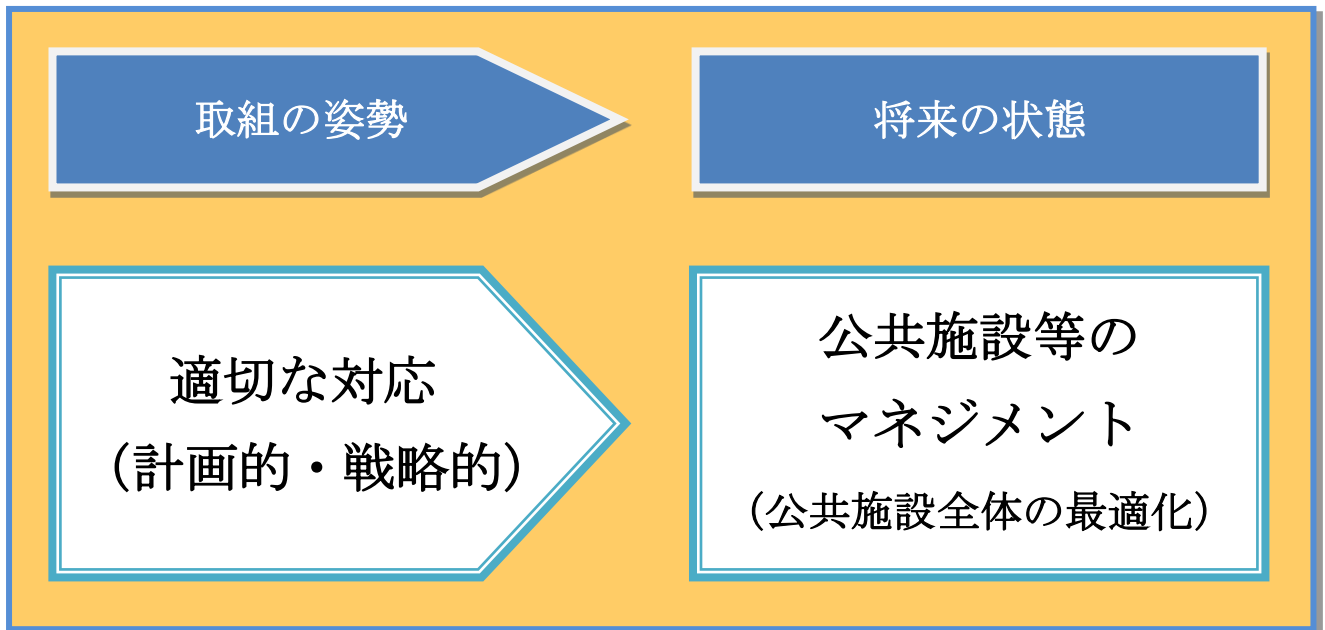 取組の姿勢
将来の状態
適切な対応
（計画的・戦略的）
公共施設等の
マネジメント
（公共施設全体の最適化）